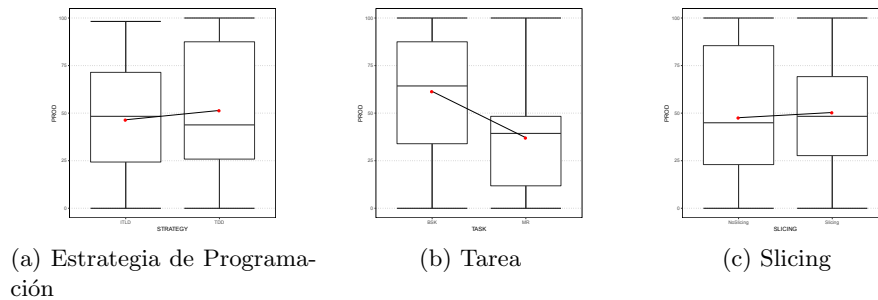 100
75
50
25
0
PROD
ITLD
TDD
STRATEGY
100
75
50
25
0
PROD
BSK
MR
TASK
100
75
50
25
0
PROD
NoSlicing
Slicing
SLICING
(a) Estrategia de Programa-
ción
(b) Tarea
(c) Slicing